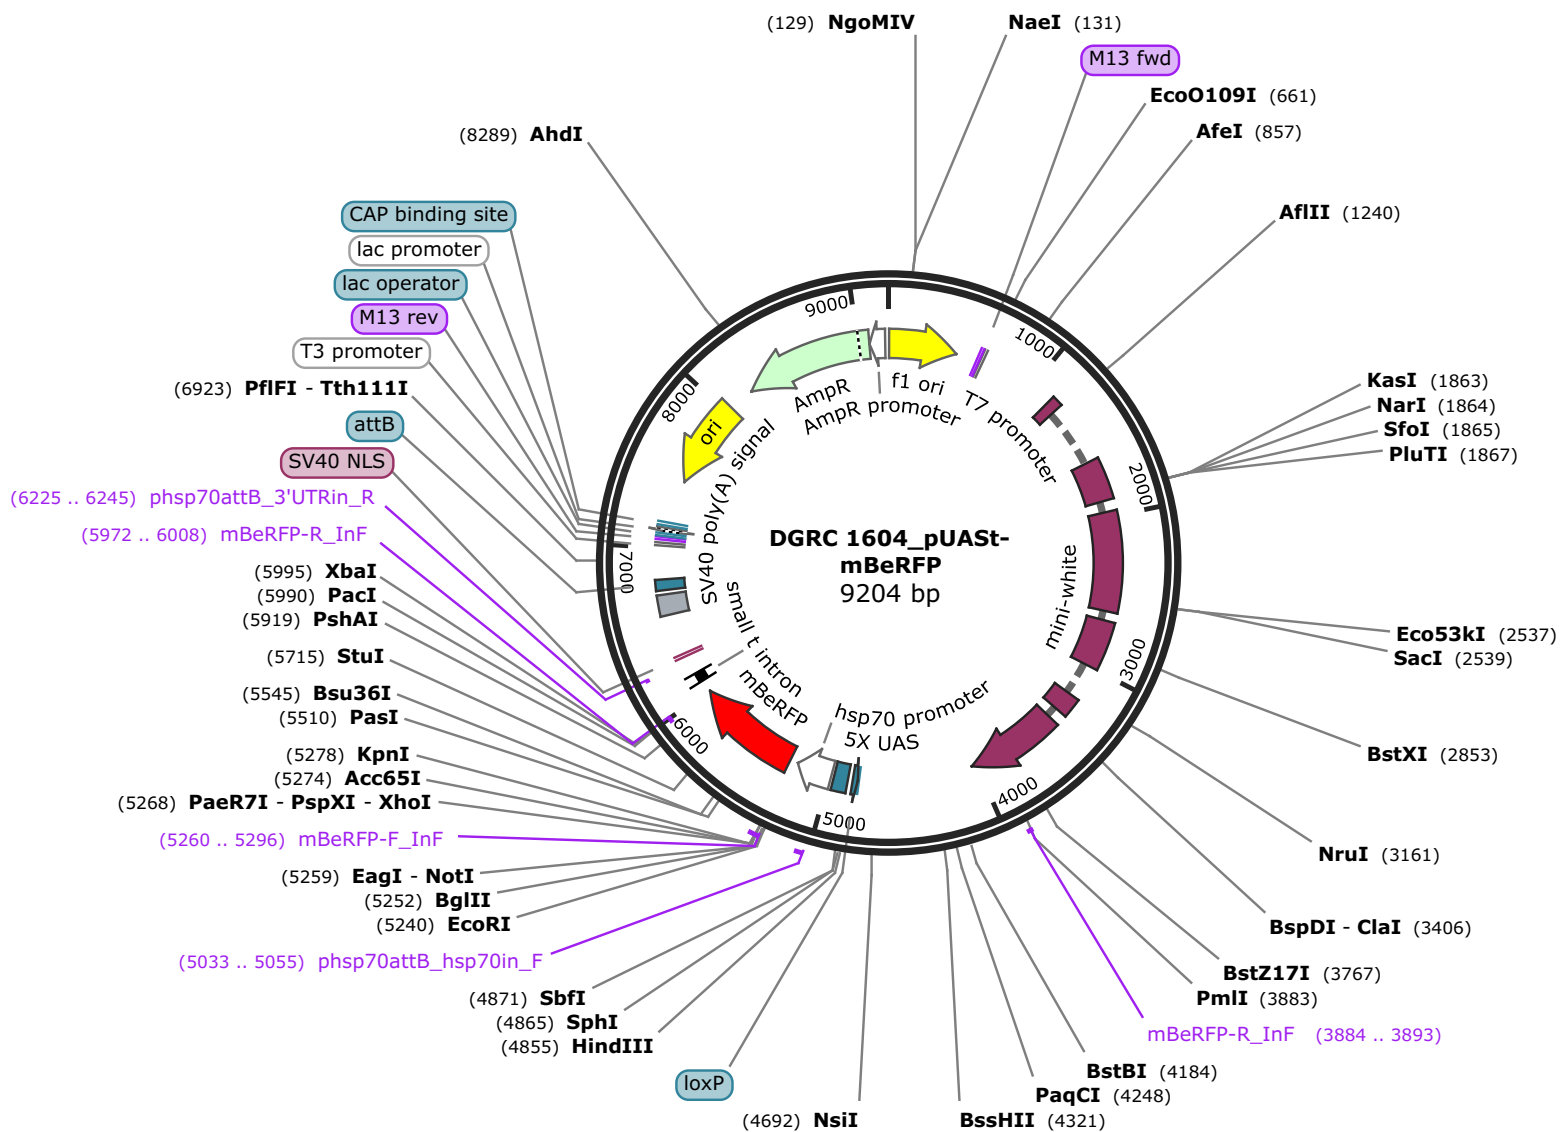 (129) NgoMIV
NaeI (131)
M13 fwd
EcoO109I (661)
AfeI (857)
(8289) AhdI
AflII (1240)
CAP binding site
lac promoter
lac operator
M13 rev
T3 promoter
(6923) PflFI - Tth111I
attB
SV40 NLS
(6225 .. 6245) phsp70attB_3'UTRin_R
(5972 .. 6008) mBeRFP-R_InF
(5995) XbaI
(5990) PacI
(5919) PshAI
(5715) StuI
(5545) Bsu36I
(5510) PasI
(5278) KpnI
(5274) Acc65I
(5268) PaeR7I - PspXI - XhoI
(5260 .. 5296) mBeRFP-F_InF
(5259) EagI - NotI
(5252) BglII
(5240) EcoRI
(5033 .. 5055) phsp70attB_hsp70in_F
(4871) SbfI
(4865) SphI
(4855) HindIII
loxP
(4692) NsiI
KasI (1863)
NarI (1864)
SfoI (1865)
PluTI (1867)
Eco53kI (2537)
SacI (2539)
BstXI (2853)
NruI (3161)
BspDI - ClaI (3406)
BstZ17I (3767)
PmlI (3883)
mBeRFP-R_InF (3884 .. 3893)
BstBI (4184)
PaqCI (4248)
BssHII (4321)
1000
2000
3000
4000
5000
6000
7000
8000
9000
f1 ori
AmpR
AmpR promoter
T7 promoter
ori
SV40 poly(A) signal
small t intron
mBeRFP
hsp70 promoter
5X UAS
mini-white
DGRC 1604_pUASt-
mBeRFP
9204 bp